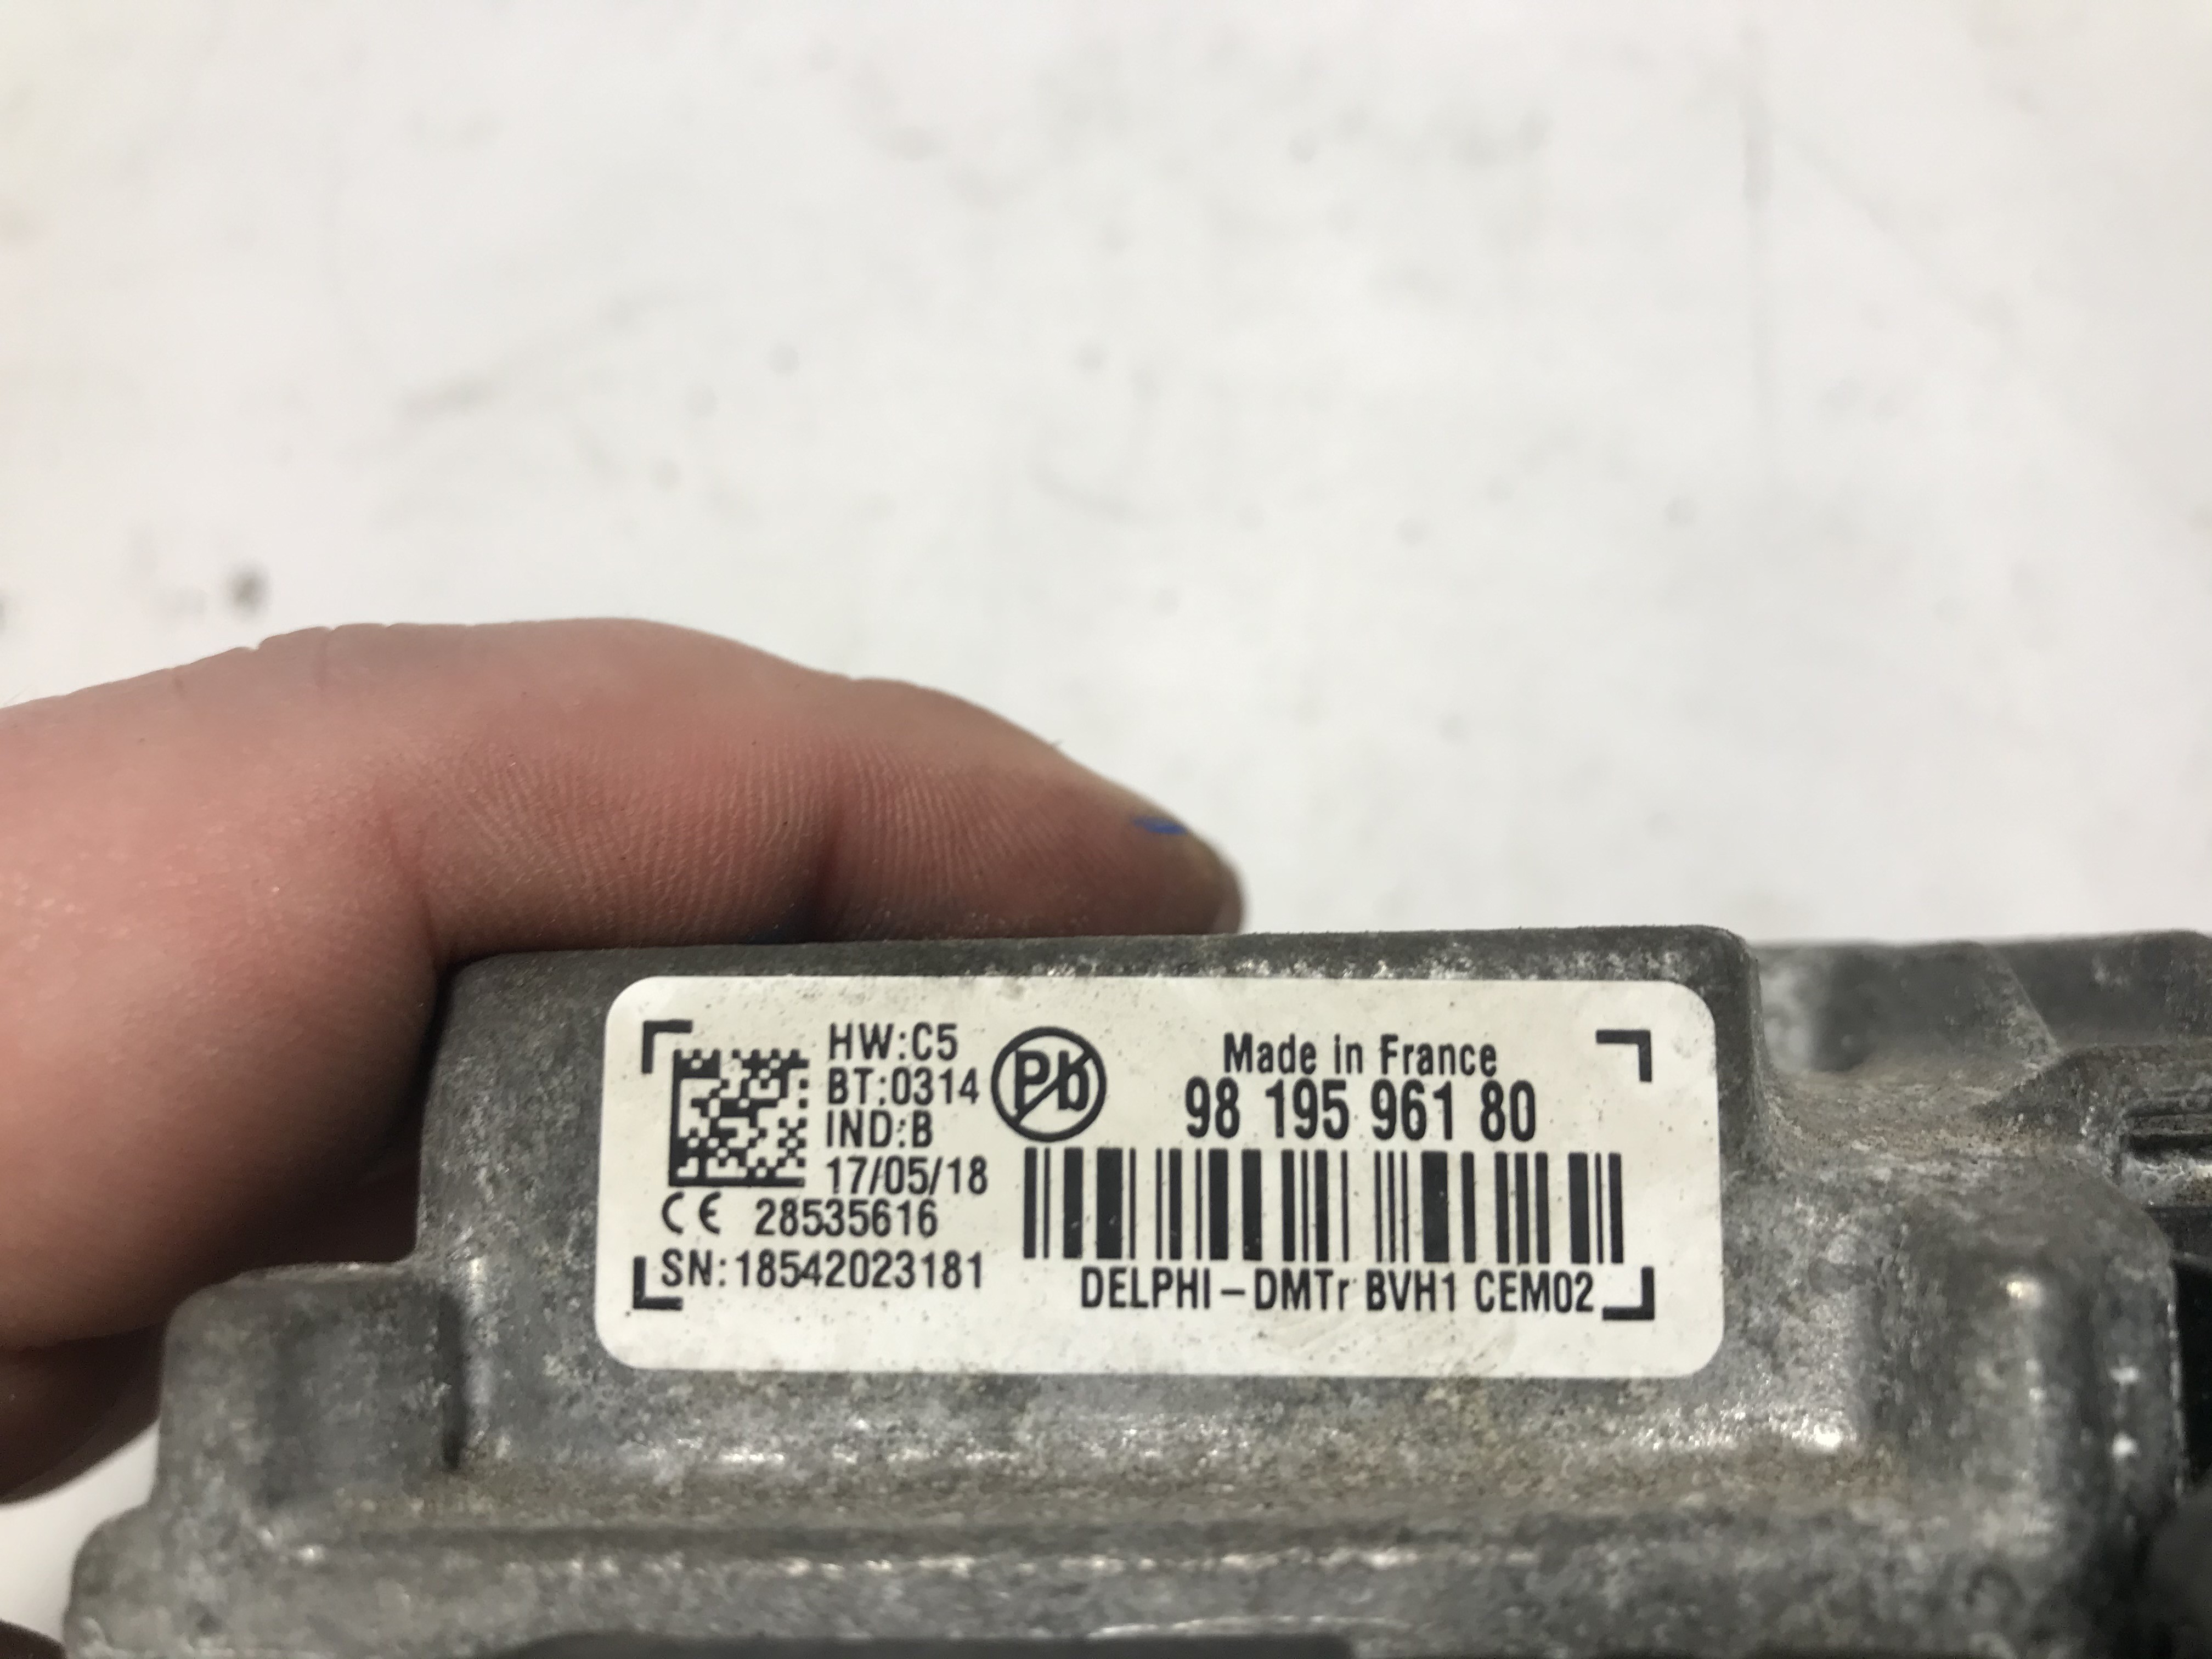 HW:C5
BT:0314
IND:B
17/05/18
CE 28535616
SN:18542023181
Pb
Made in France
98 195 961 80
DELPHI-DMTr BVH1 CEM02